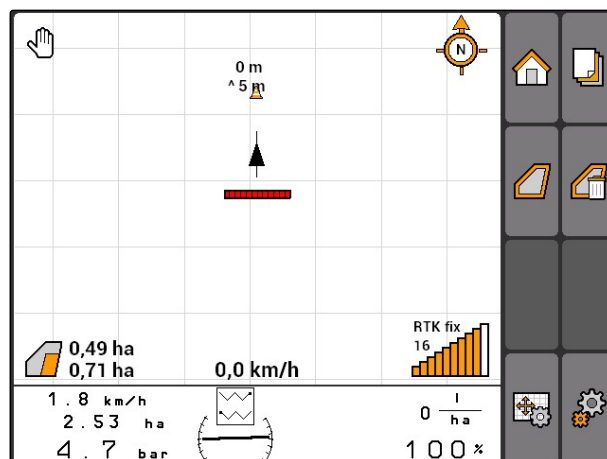 N
0 m
^ 5 m
RTK fix
16
0,49 ha
0,71 ha
0,0 km/h
1.8 km/h
2.53 ha
4.7 bar
0 l/ha
100%